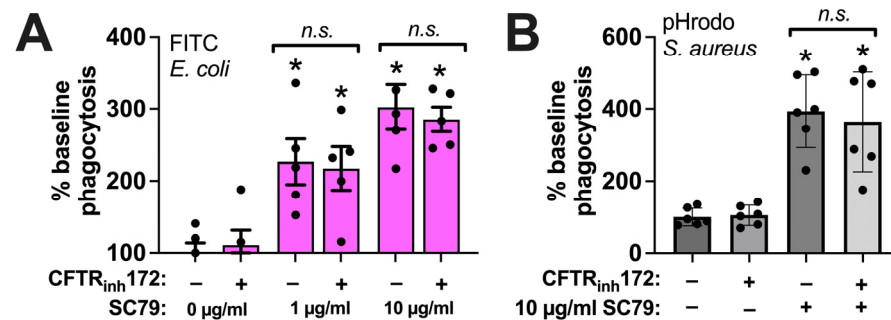 A
FITC
E. coli
n.s.
n.s.
% baseline
phagocytosis
400
300
200
100
*
*
*
*
CFTRinh172: – + – + – +
SC79: 0 µg/ml 1 µg/ml 10 µg/ml
B
pHrodo
S. aureus
n.s.
% baseline
phagocytosis
600
400
200
0
*
*
CFTRinh172: – + – +
10 µg/ml SC79: – – + +